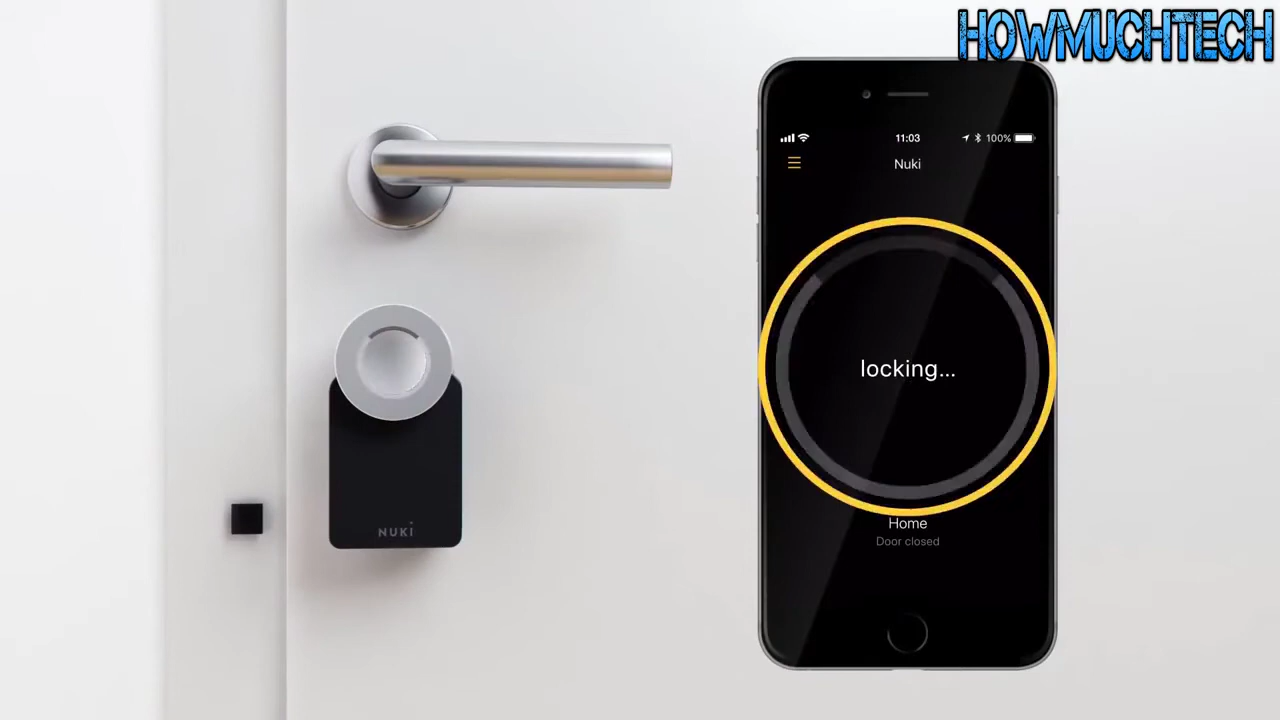 HOWMUCHTECH
11:03
100%
Nuki
locking...
NUKI
Home
Door closed